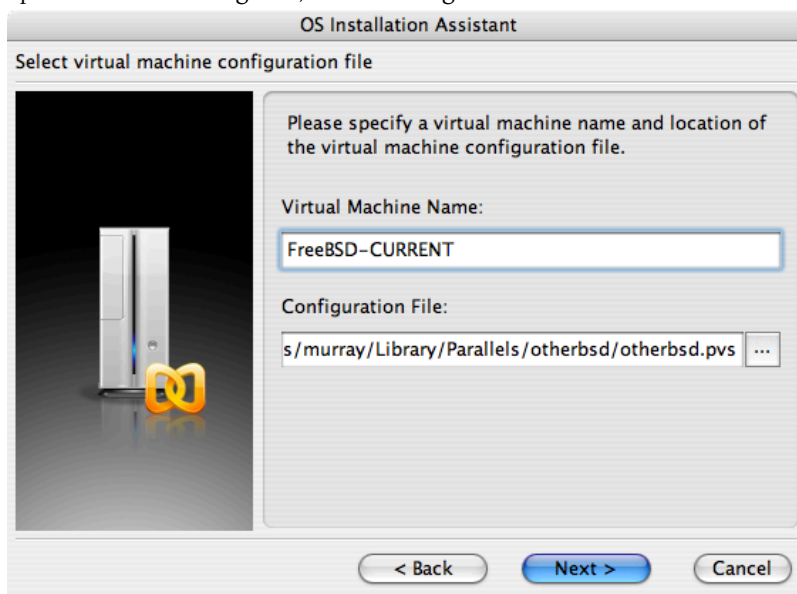 OS Installation Assistant
Select virtual machine configuration file
Please specify a virtual machine name and location of
the virtual machine configuration file.
Virtual Machine Name:
FreeBSD-CURRENT
Configuration File:
s/murray/Library/Parallels/otherbsd/otherbsd.pvs ...
< Back Next > Cancel